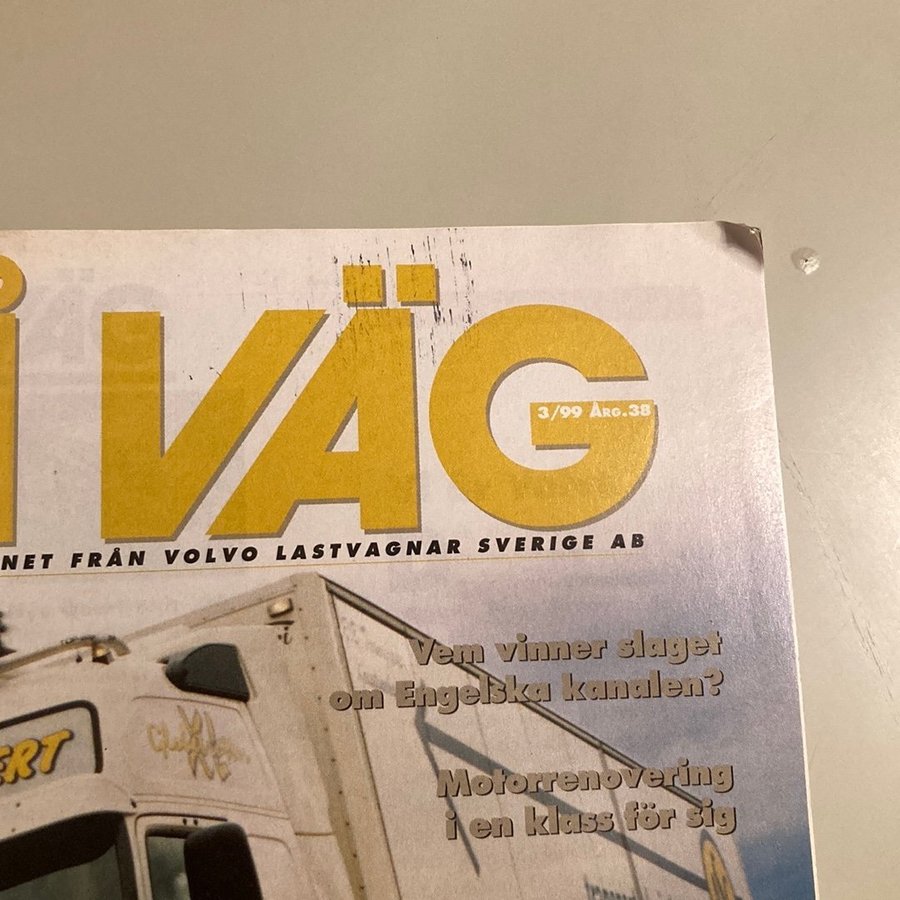 Å VÄG
3/99 ÅRG.38
NET FRÅN VOLVO LASTVAGNAR SVERIGE AB
Vem vinner slaget
om Engelska kanalen?
Motorrenovering
i en klass för sig
ERT